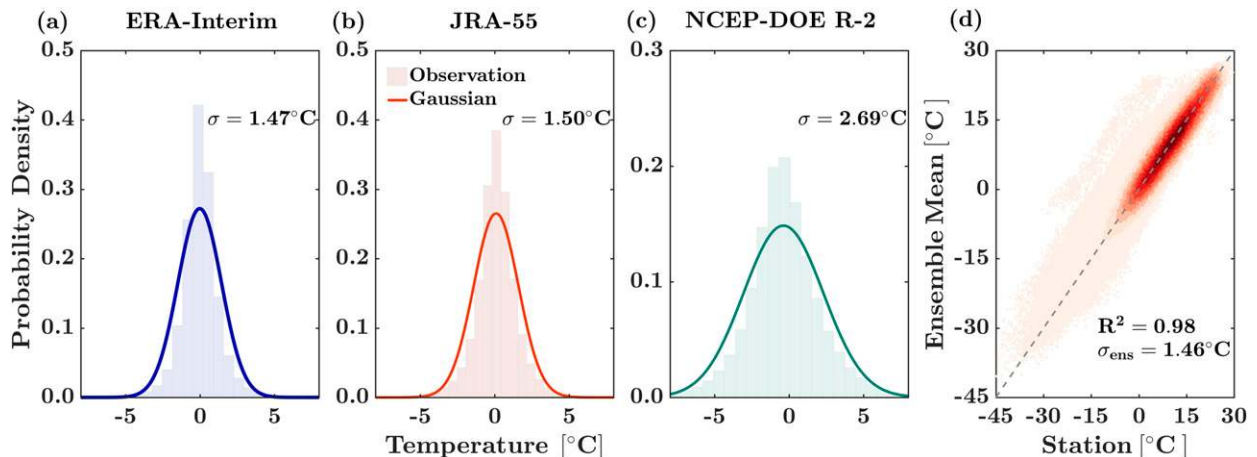 (a) ERA-Interim
(b) JRA-55
(c) NCEP-DOE R-2
(d)
Probability Density
0.5
0.4
0.3
0.2
0.1
0.0
σ = 1.47°C
-5
0
5
0.5
0.4
0.3
0.2
0.1
0.0
Observation
Gaussian
σ = 1.50°C
-5
0
5
Temperature [°C]
0.3
0.2
0.1
0.0
σ = 2.69°C
-5
0
5
Ensemble Mean [°C]
30
15
0
-15
-30
-45
R² = 0.98
σens = 1.46°C
-45 -30 -15 0 15 30
Station [°C]